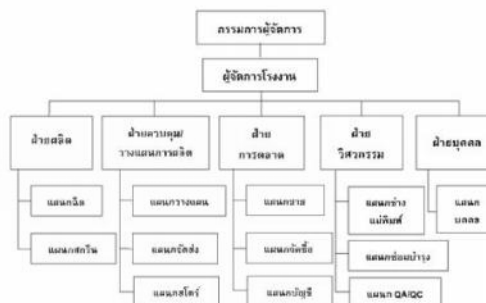 กรรมการผู้จัดการ
ผู้จัดการโรงงาน
ฝ่ายผลิต
ฝ่ายควบคุม/
วางแผนการผลิต
ฝ่าย
การตลาด
ฝ่าย
วิศวกรรม
ฝ่ายบุคคล
แผนกฉีด
แผนกวางแผน
แผนกขาย
แผนกช่าง
แม่พิมพ์
แผนก
บุคคล
แผนกสกรีน
แผนกจัดส่ง
แผนกจัดซื้อ
แผนกซ่อมบำรุง
แผนกสโตร์
แผนกบัญชี
แผนก QA/QC